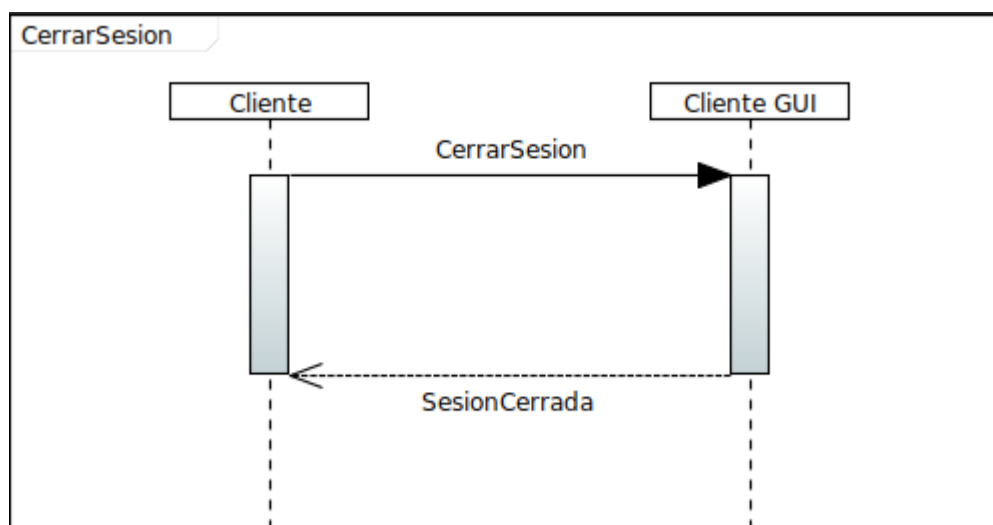 CerrarSesion
Cliente
Cliente GUI
CerrarSesion
SesionCerrada